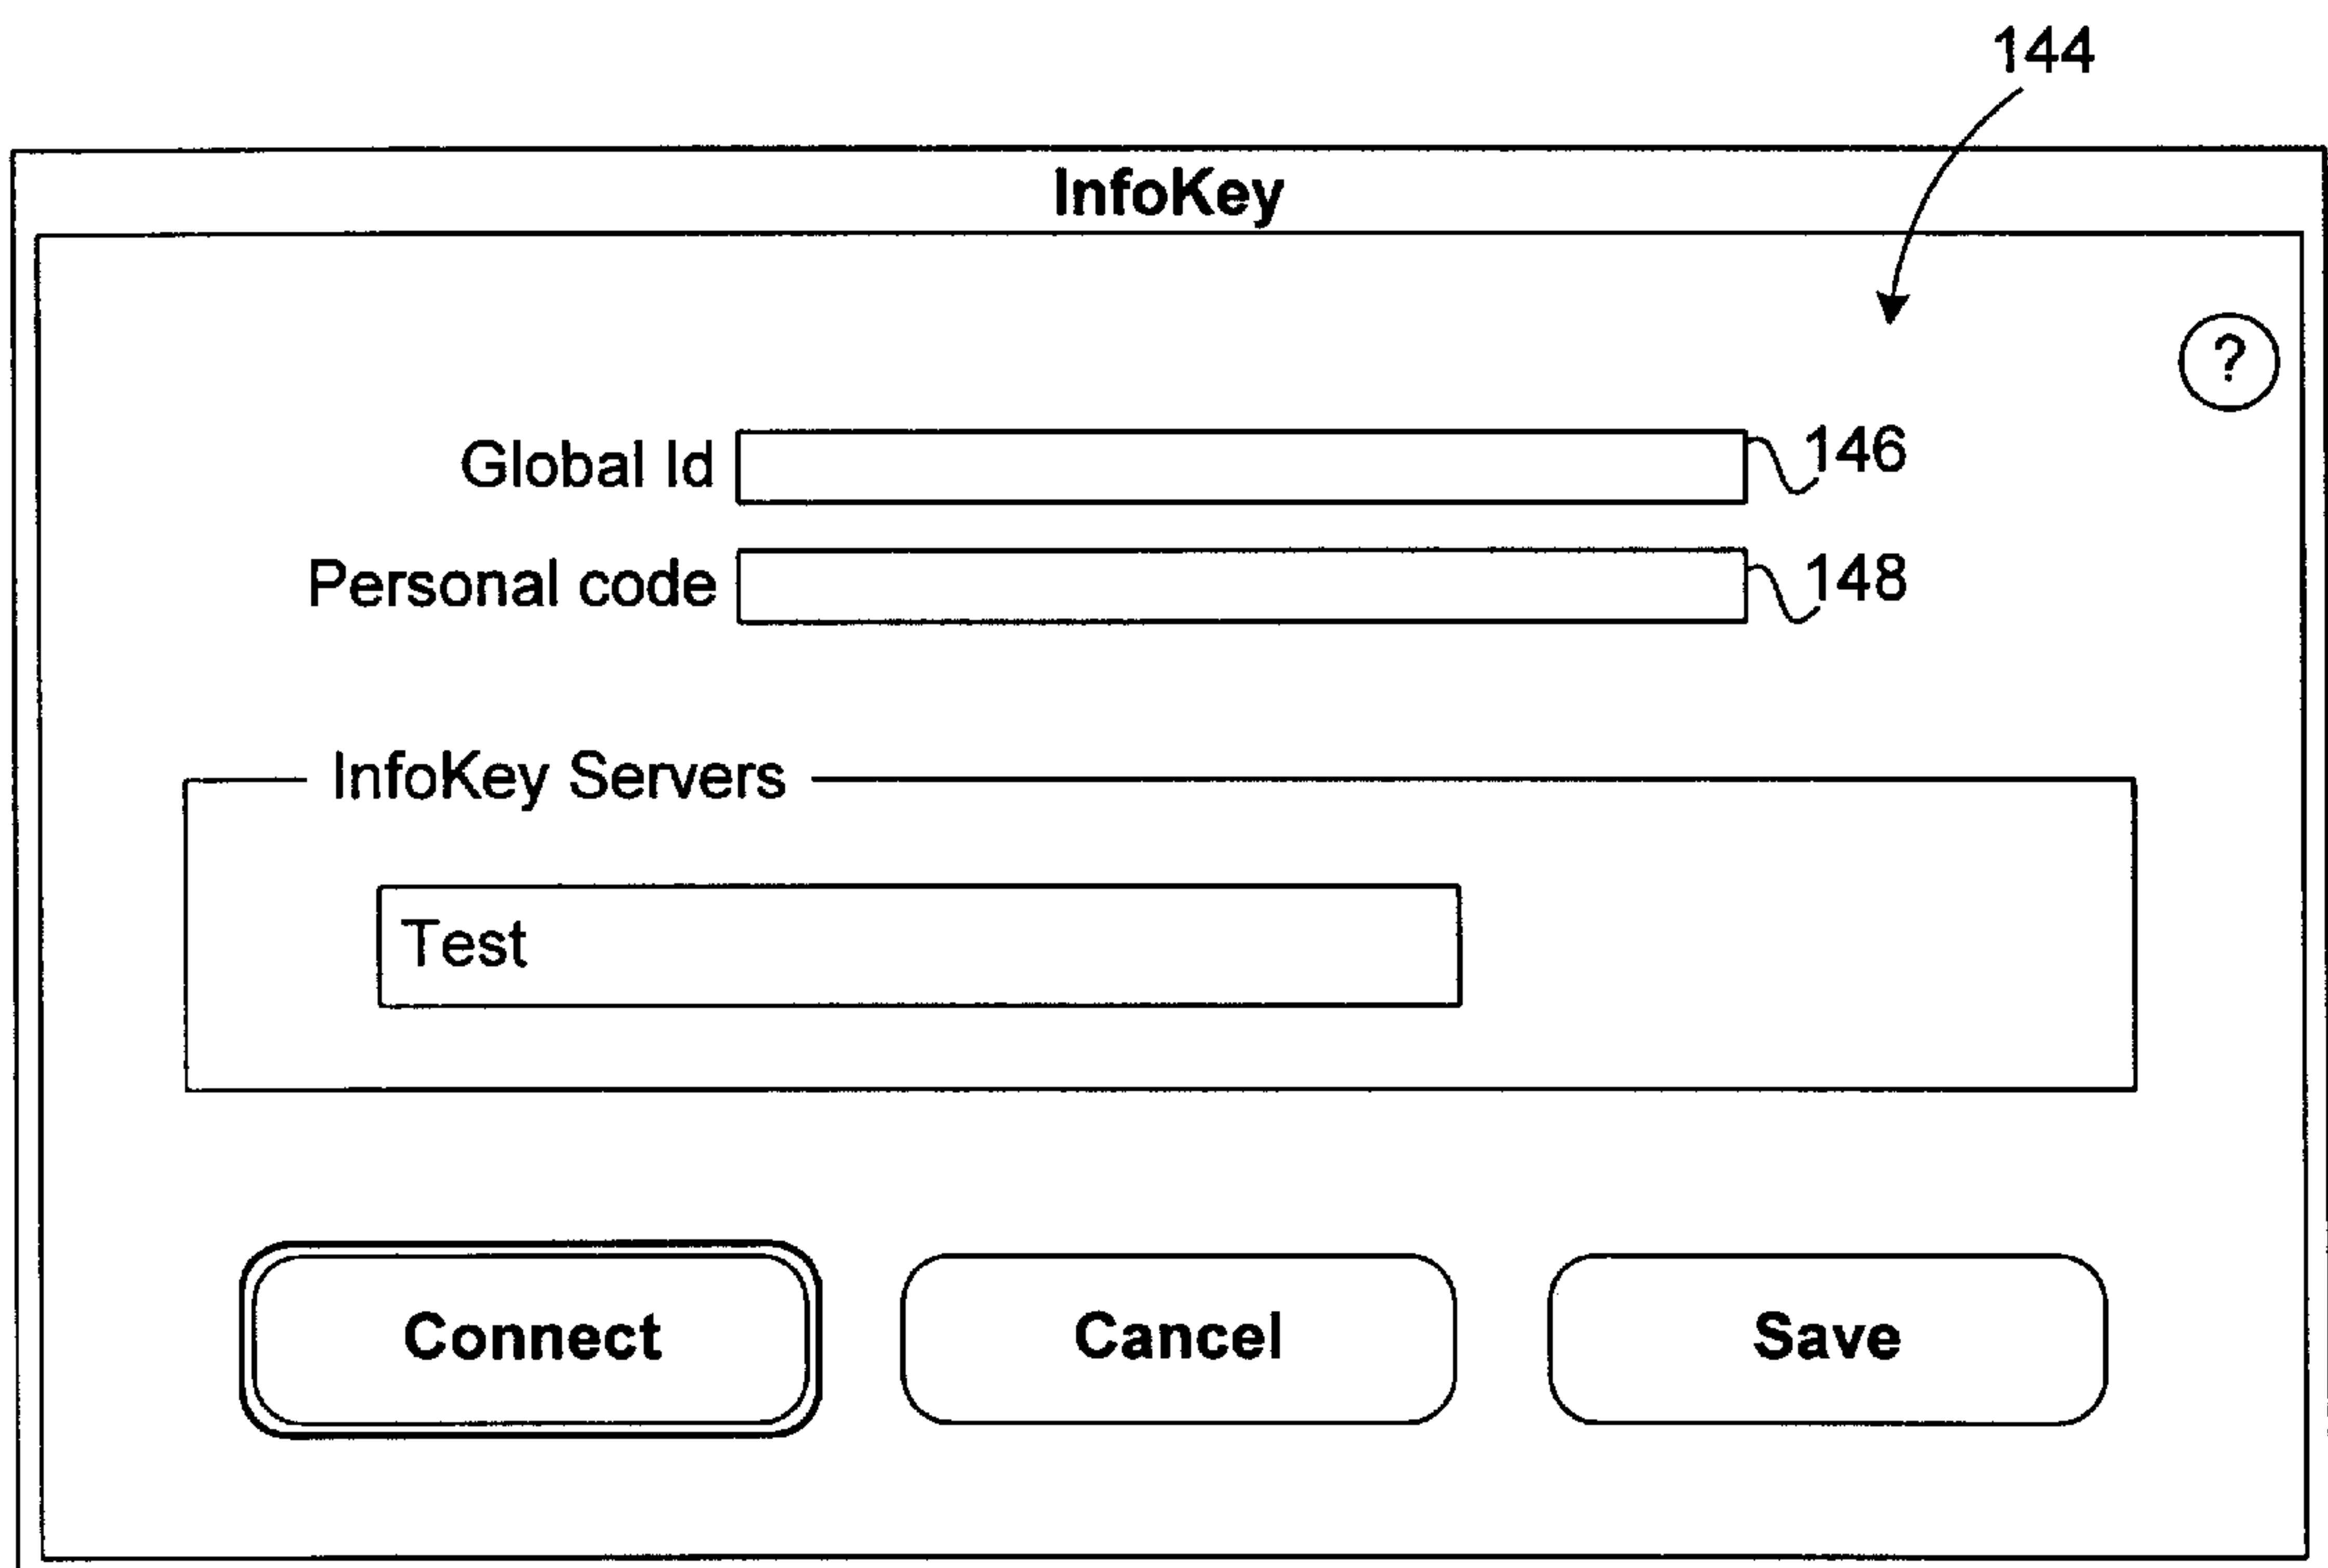 144
InfoKey
?
Global Id 146
Personal code 148
InfoKey Servers
Test
Connect Cancel Save